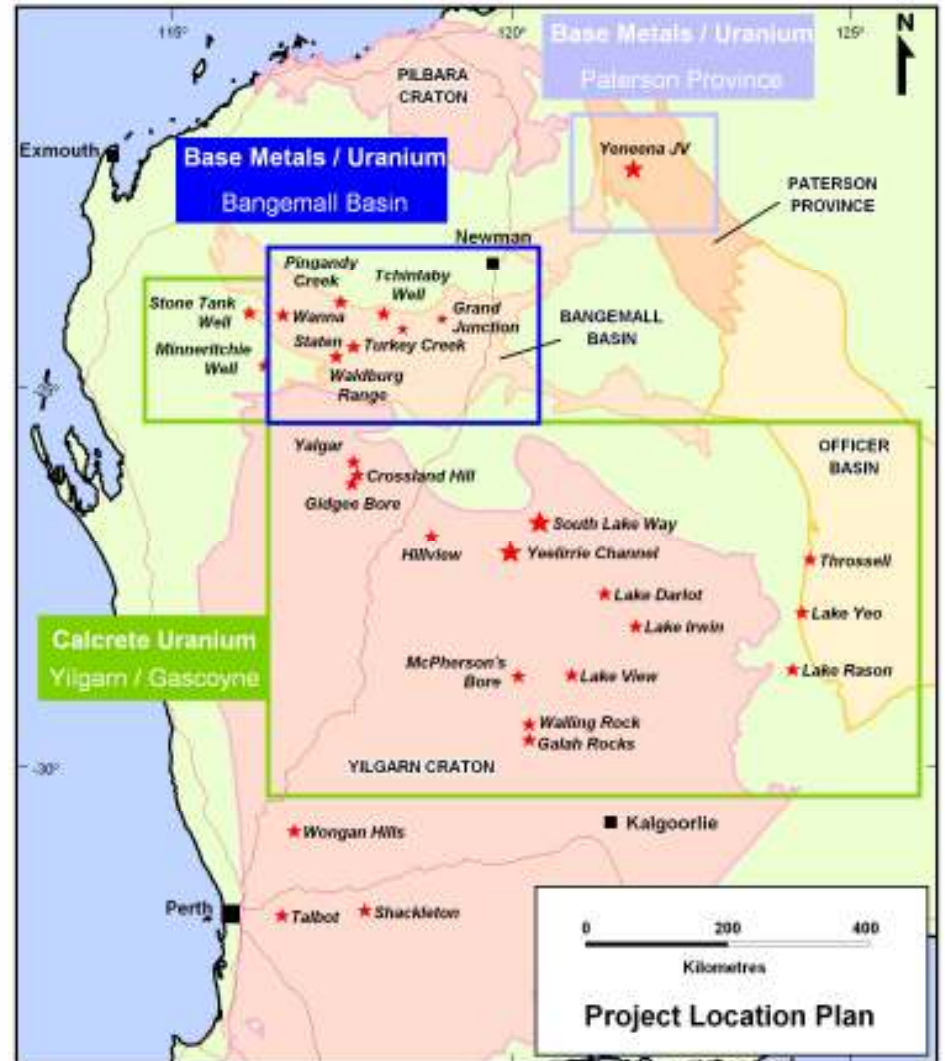 115°
120°
125°
N
Base Metals / Uranium
Paterson Province
PILBARA
CRATON
Exmouth
Base Metals / Uranium
Bangemall Basin
Yeneena JV
PATERSON
PROVINCE
Newman
Pingandy
Creek
Tchintaby
Well
Stone Tank
Well
Wanna
Grand
Junction
BANGEMALL
BASIN
Staten
Turkey Creek
Minneritchie
Well
Waldburg
Range
Yalgar
Crossland Hill
Gidgee Bore
OFFICER
BASIN
South Lake Way
Hillview
Yeelirrie Channel
Throssell
Lake Darlot
Lake Yeo
Lake Irwin
Calcrete Uranium
Yilgarn / Gascoyne
McPherson's
Bore
Lake View
Lake Rason
Walling Rock
Galah Rocks
-30°
YILGARN CRATON
Wongan Hills
Kalgoorlie
Perth
Talbot
Shackleton
0 200 400
Kilometres
Project Location Plan